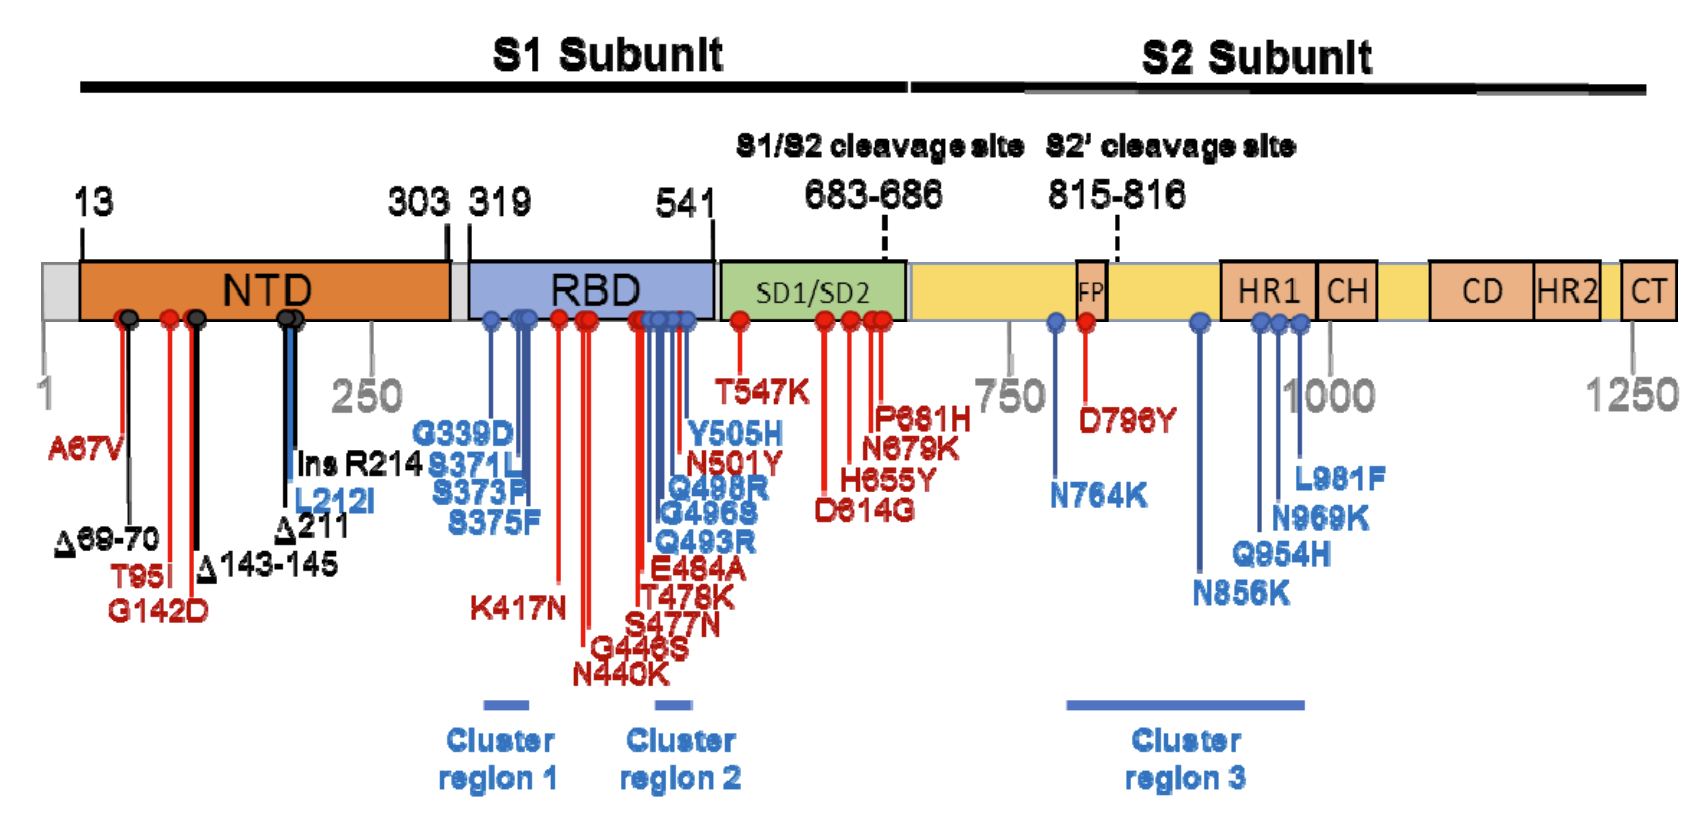 S1 Subunit
S2 Subunit
S1/S2 cleavage site
S2' cleavage site
13
303
319
541
683-686
815-816
NTD
RBD
SD1/SD2
FP
HR1
CH
CD
HR2
CT
1
250
750
1000
1250
A67V
Δ69-70
T95I
G142D
Δ143-145
Ins R214
L212I
Δ211
G339D
S371L
S373P
S375F
K417N
N440K
G446S
S477N
T478K
E484A
Q493R
G496S
Q498R
N501Y
Y505H
T547K
D614G
H655Y
N679K
P681H
N764K
D796Y
N856K
Q954H
N969K
L981F
Cluster
region 1
Cluster
region 2
Cluster
region 3